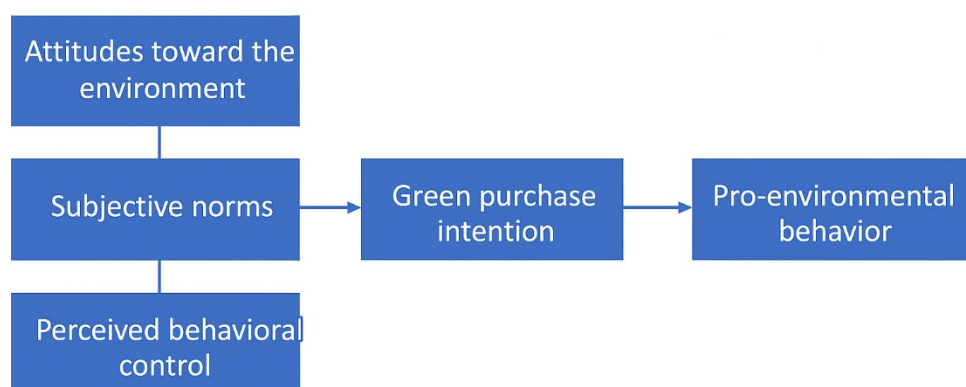 Attitudes toward the
environment
Subjective norms
Perceived behavioral
control
Green purchase
intention
Pro-environmental
behavior